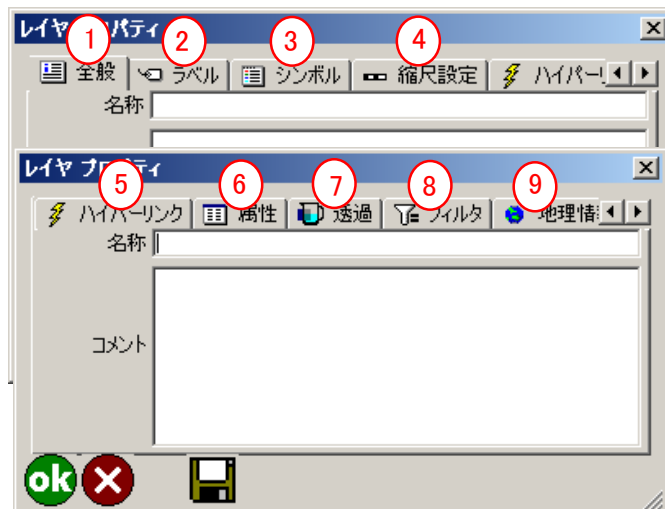 レイヤ プロパティ
1 2 3 4
全般 ラベル シンボル 縮尺設定 ハイパーリ
名称
レイヤ プロパティ
5 6 7 8 9
ハイパーリンク 属性 透過 フィルタ 地理情
名称
コメント
ok